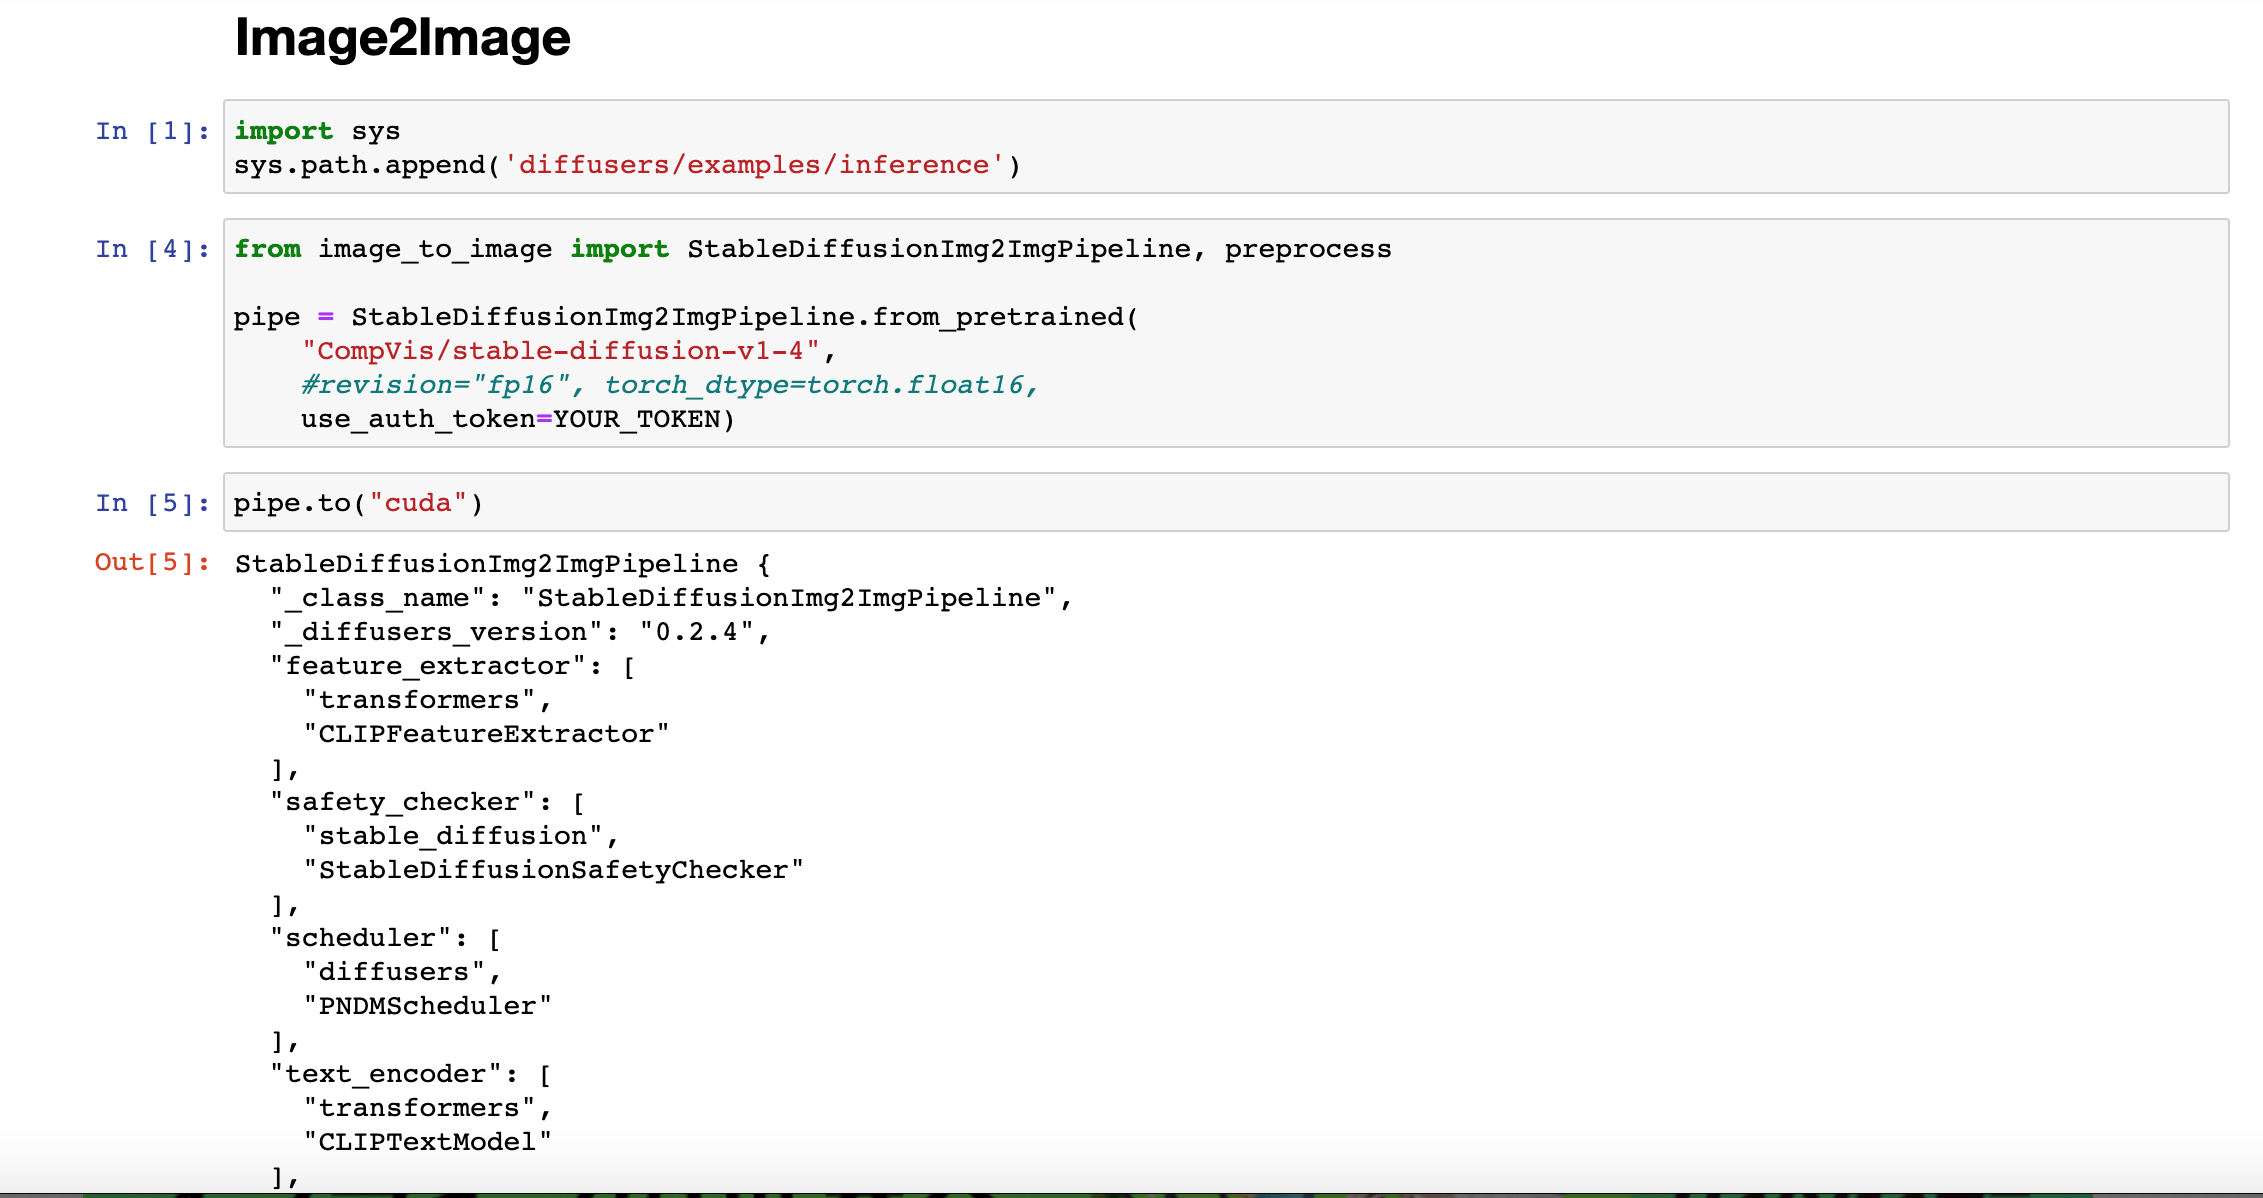 Image2Image
In [1]: import sys
sys.path.append('diffusers/examples/inference')
In [4]: from image_to_image import StableDiffusionImg2ImgPipeline, preprocess
pipe = StableDiffusionImg2ImgPipeline.from_pretrained(
    "CompVis/stable-diffusion-v1-4",
    #revision="fp16", torch_dtype=torch.float16,
    use_auth_token=YOUR_TOKEN)
In [5]: pipe.to("cuda")
Out[5]: StableDiffusionImg2ImgPipeline {
  "_class_name": "StableDiffusionImg2ImgPipeline",
  "_diffusers_version": "0.2.4",
  "feature_extractor": [
    "transformers",
    "CLIPFeatureExtractor"
  ],
  "safety_checker": [
    "stable_diffusion",
    "StableDiffusionSafetyChecker"
  ],
  "scheduler": [
    "diffusers",
    "PNDMScheduler"
  ],
  "text_encoder": [
    "transformers",
    "CLIPTextModel"
  ],